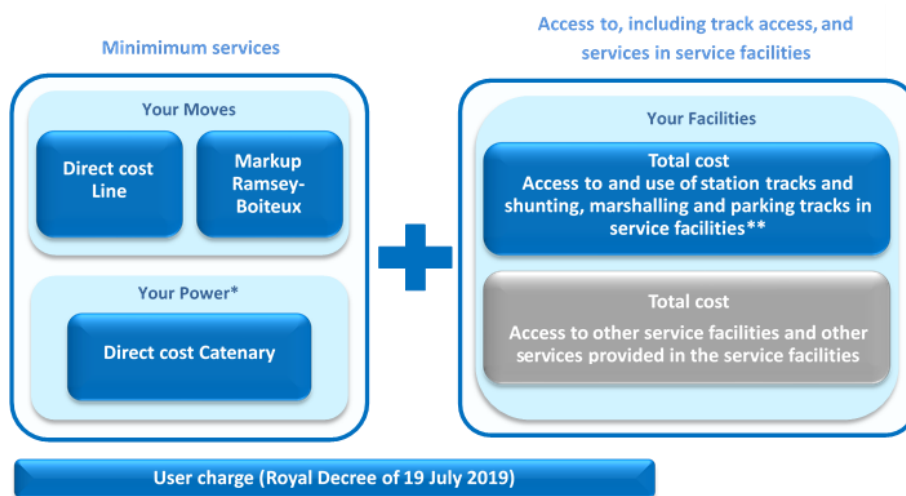 Minimimum services
Your Moves
Direct cost
Line
Markup
Ramsey-
Boiteux
Your Power*
Direct cost Catenary
Access to, including track access, and
services in service facilities
Your Facilities
Total cost
Access to and use of station tracks and
shunting, marshalling and parking tracks in
service facilities**
Total cost
Access to other service facilities and other
services provided in the service facilities
User charge (Royal Decree of 19 July 2019)